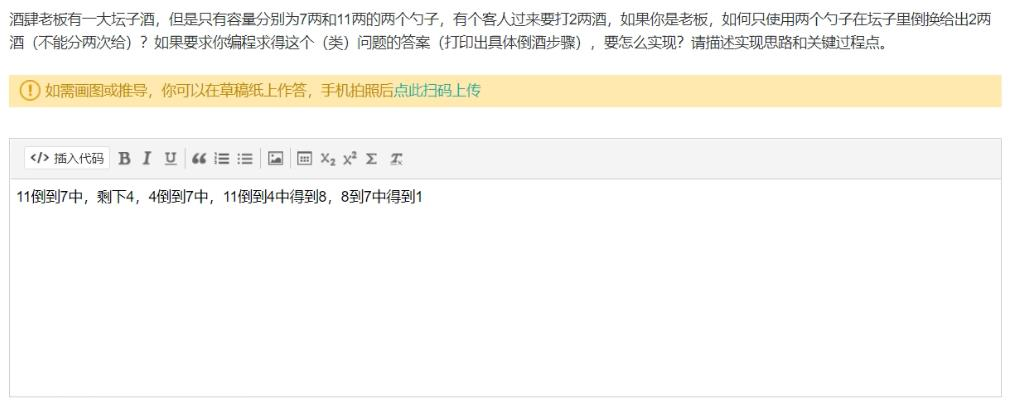 酒肆老板有一大坛子酒，但是只有容量分别为7两和11两的两个勺子，有个客人过来要打2两酒，如果你是老板，如何只使用两个勺子在坛子里倒换给出2两
酒（不能分两次给）？如果要求你编程求得这个（类）问题的答案（打印出具体倒酒步骤），要怎么实现？请描述实现思路和关键过程点。
如需画图或推导，你可以在草稿纸上作答，手机拍照后点此扫码上传
</> 插入代码 B I U X₂ X² Σ
11倒到7中，剩下4，4倒到7中，11倒到4中得到8，8到7中得到1